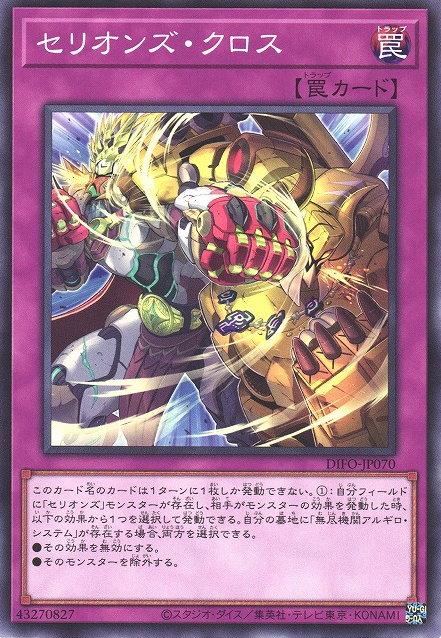 セリオンズ・クロス
トラップ
罠
トラップ
【罠カード】
DIFO-JP070
このカード名のカードは1ターンに1枚しか発動できない。①:自分フィールド
に「セリオンズ」モンスターが存在し、相手がモンスターの効果を発動した時、
以下の効果から1つを選択して発動できる。自分の墓地に「無尽機関アルギロ・
システム」が存在する場合、両方を選択できる。
●その効果を無効にする。
●そのモンスターを除外する。
43270827
©スタジオ・ダイス/集英社・テレビ東京・KONAMI